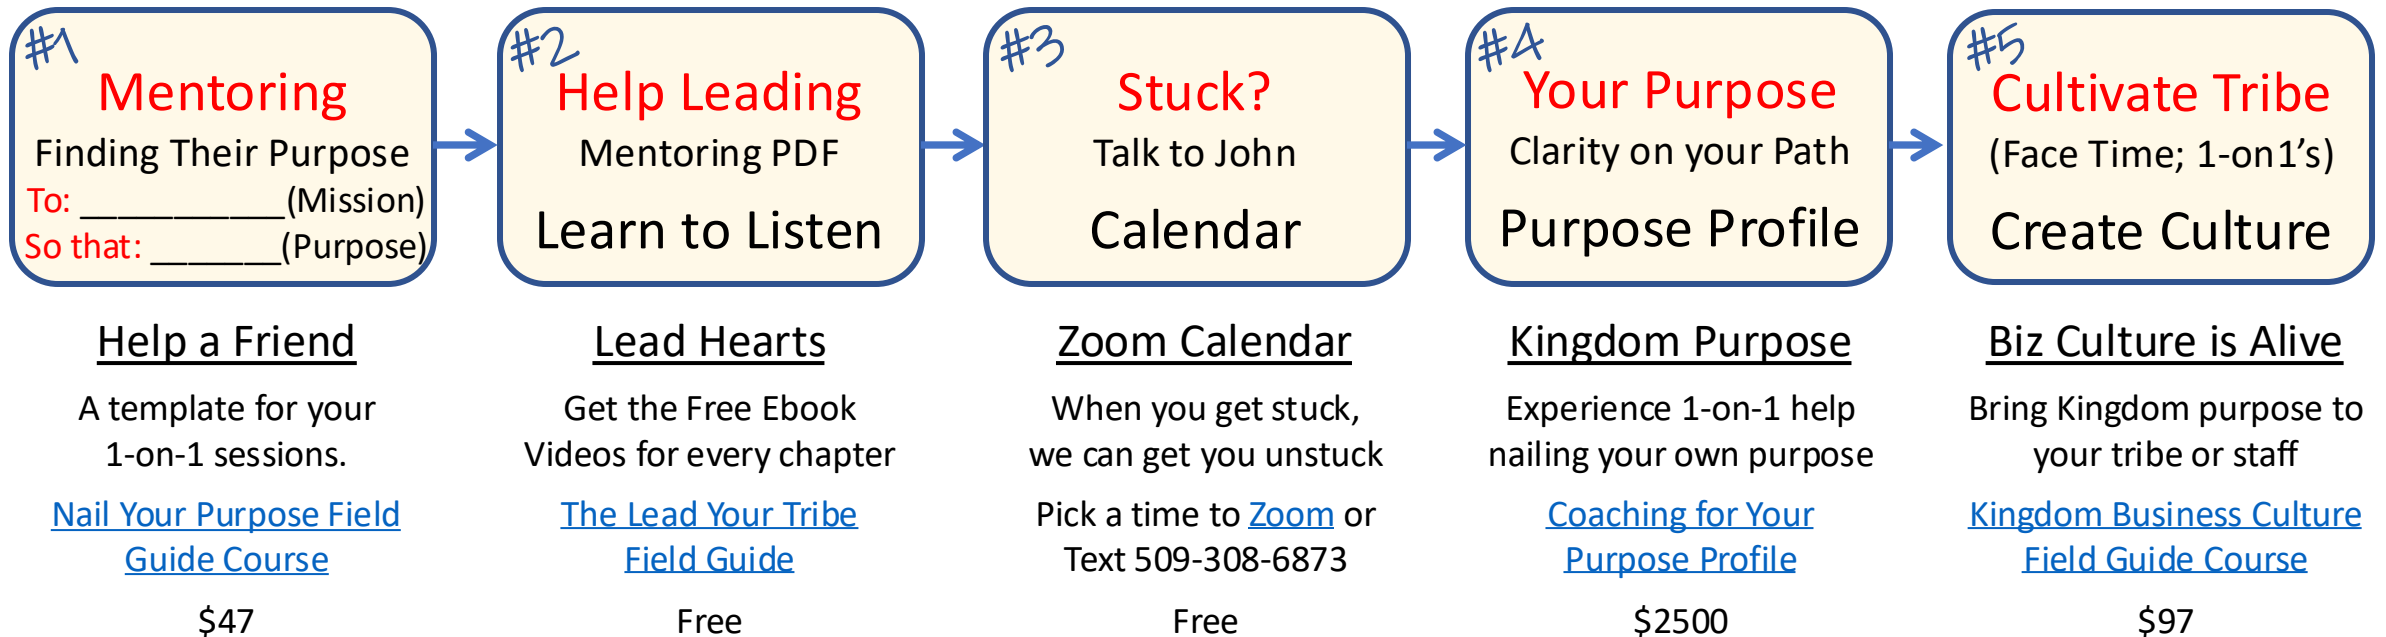 #1
Mentoring
Finding Their Purpose
To: ___________(Mission)
So that: _______(Purpose)
#2
Help Leading
Mentoring PDF
Learn to Listen
#3
Stuck?
Talk to John
Calendar
#4
Your Purpose
Clarity on your Path
Purpose Profile
#5
Cultivate Tribe
(Face Time; 1-on1’s)
Create Culture
Help a Friend
A template for your
1-on-1 sessions.
Nail Your Purpose Field
Guide Course
$47
Lead Hearts
Get the Free Ebook
Videos for every chapter
The Lead Your Tribe
Field Guide
Free
Zoom Calendar
When you get stuck,
we can get you unstuck
Pick a time to Zoom or
Text 509-308-6873
Free
Kingdom Purpose
Experience 1-on-1 help
nailing your own purpose
Coaching for Your
Purpose Profile
$2500
Biz Culture is Alive
Bring Kingdom purpose to
your tribe or staff
Kingdom Business Culture
Field Guide Course
$97